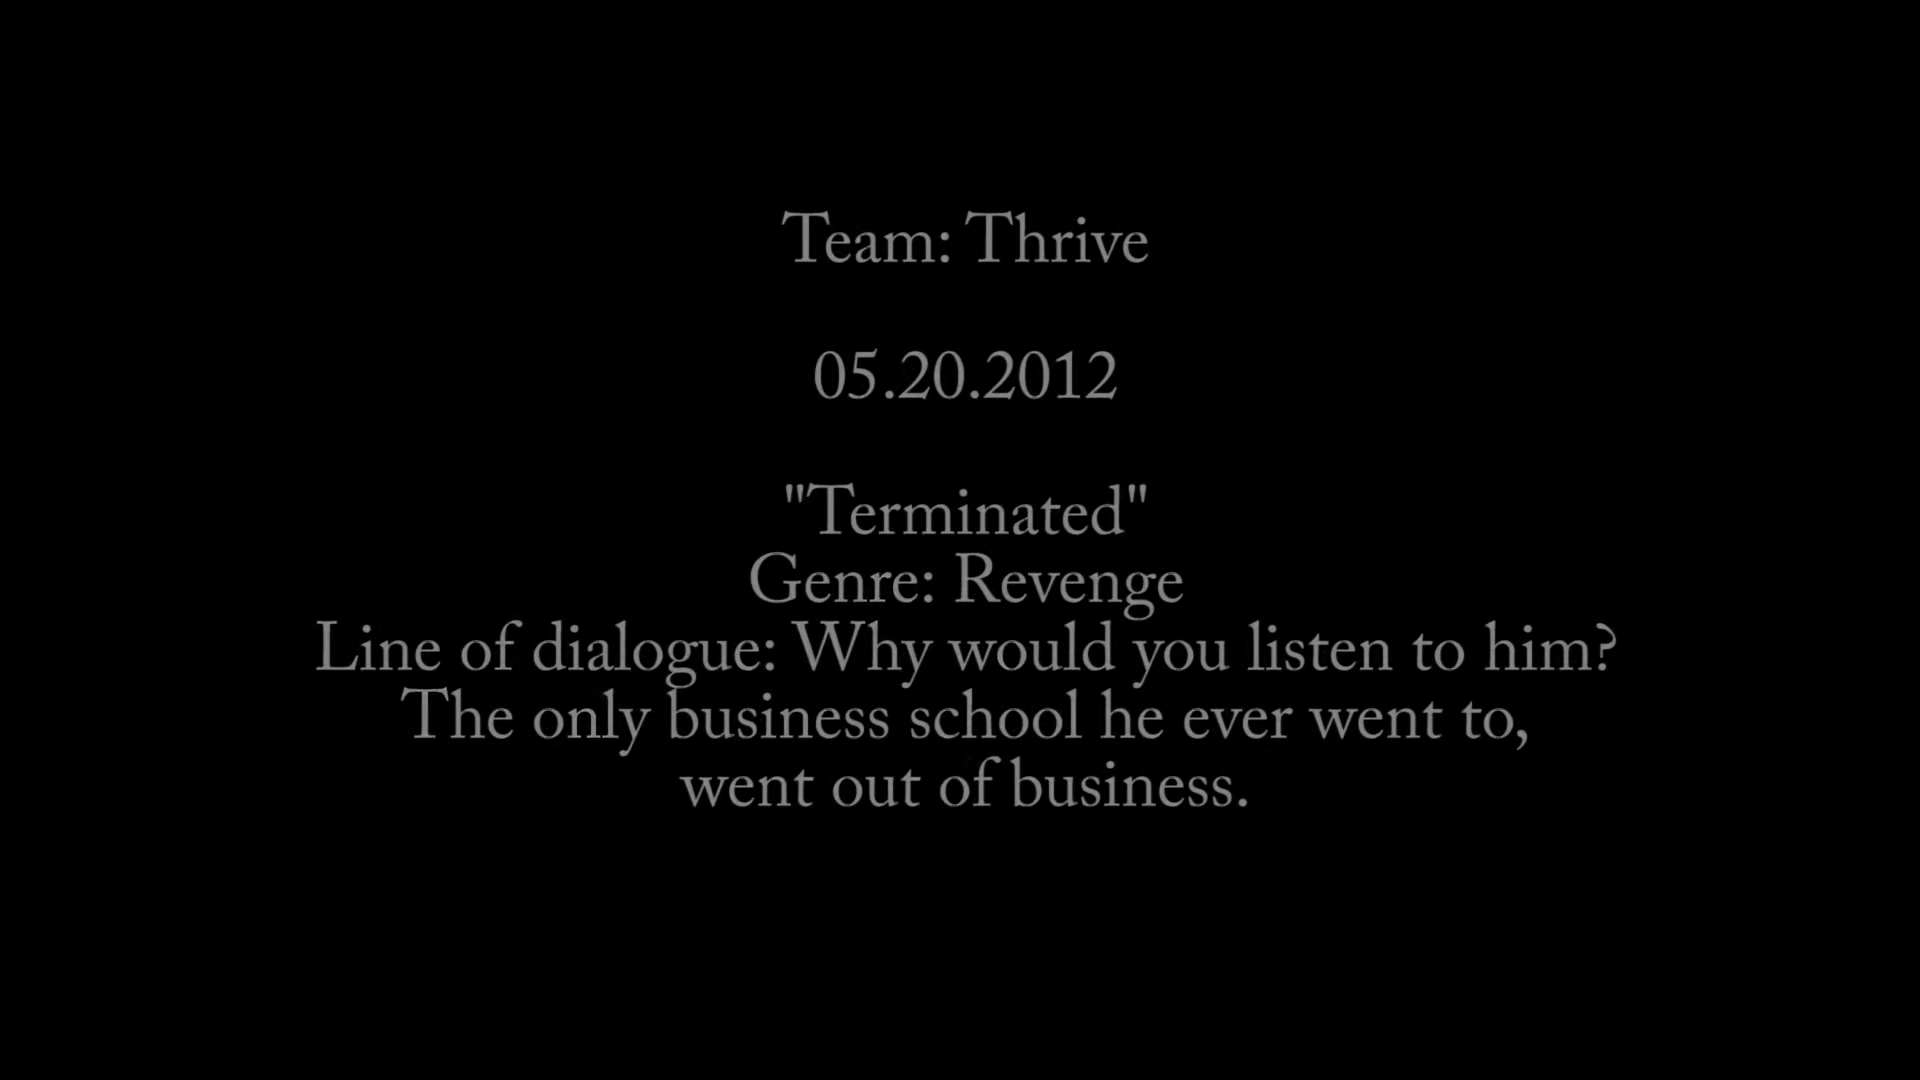 Team: Thrive
05.20.2012
"Terminated"
Genre: Revenge
Line of dialogue: Why would you listen to him?
The only business school he ever went to,
went out of business.